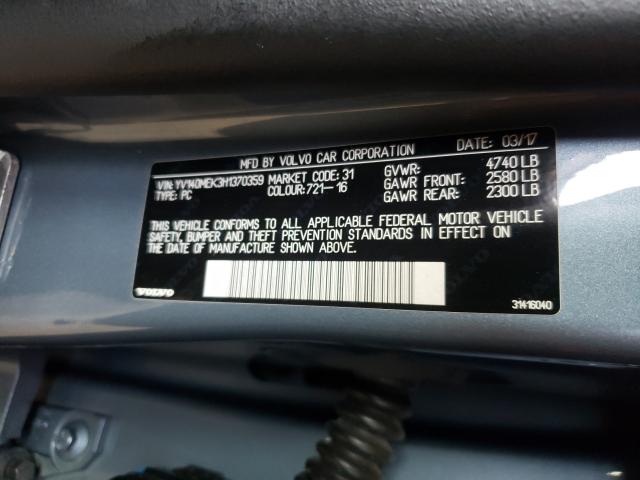 MFD BY VOLVO CAR CORPORATION DATE: 03/17
VIN: YV140MEK3H1370359 MARKET CODE: 31 GVWR: 4740 LB
TYPE: PC COLOUR: 721-16 GAWR FRONT: 2580 LB
GAWR REAR: 2300 LB
THIS VEHICLE CONFORMS TO ALL APPLICABLE FEDERAL MOTOR VEHICLE
SAFETY, BUMPER AND THEFT PREVENTION STANDARDS IN EFFECT ON
THE DATE OF MANUFACTURE SHOWN ABOVE.
VOLVO 31416040